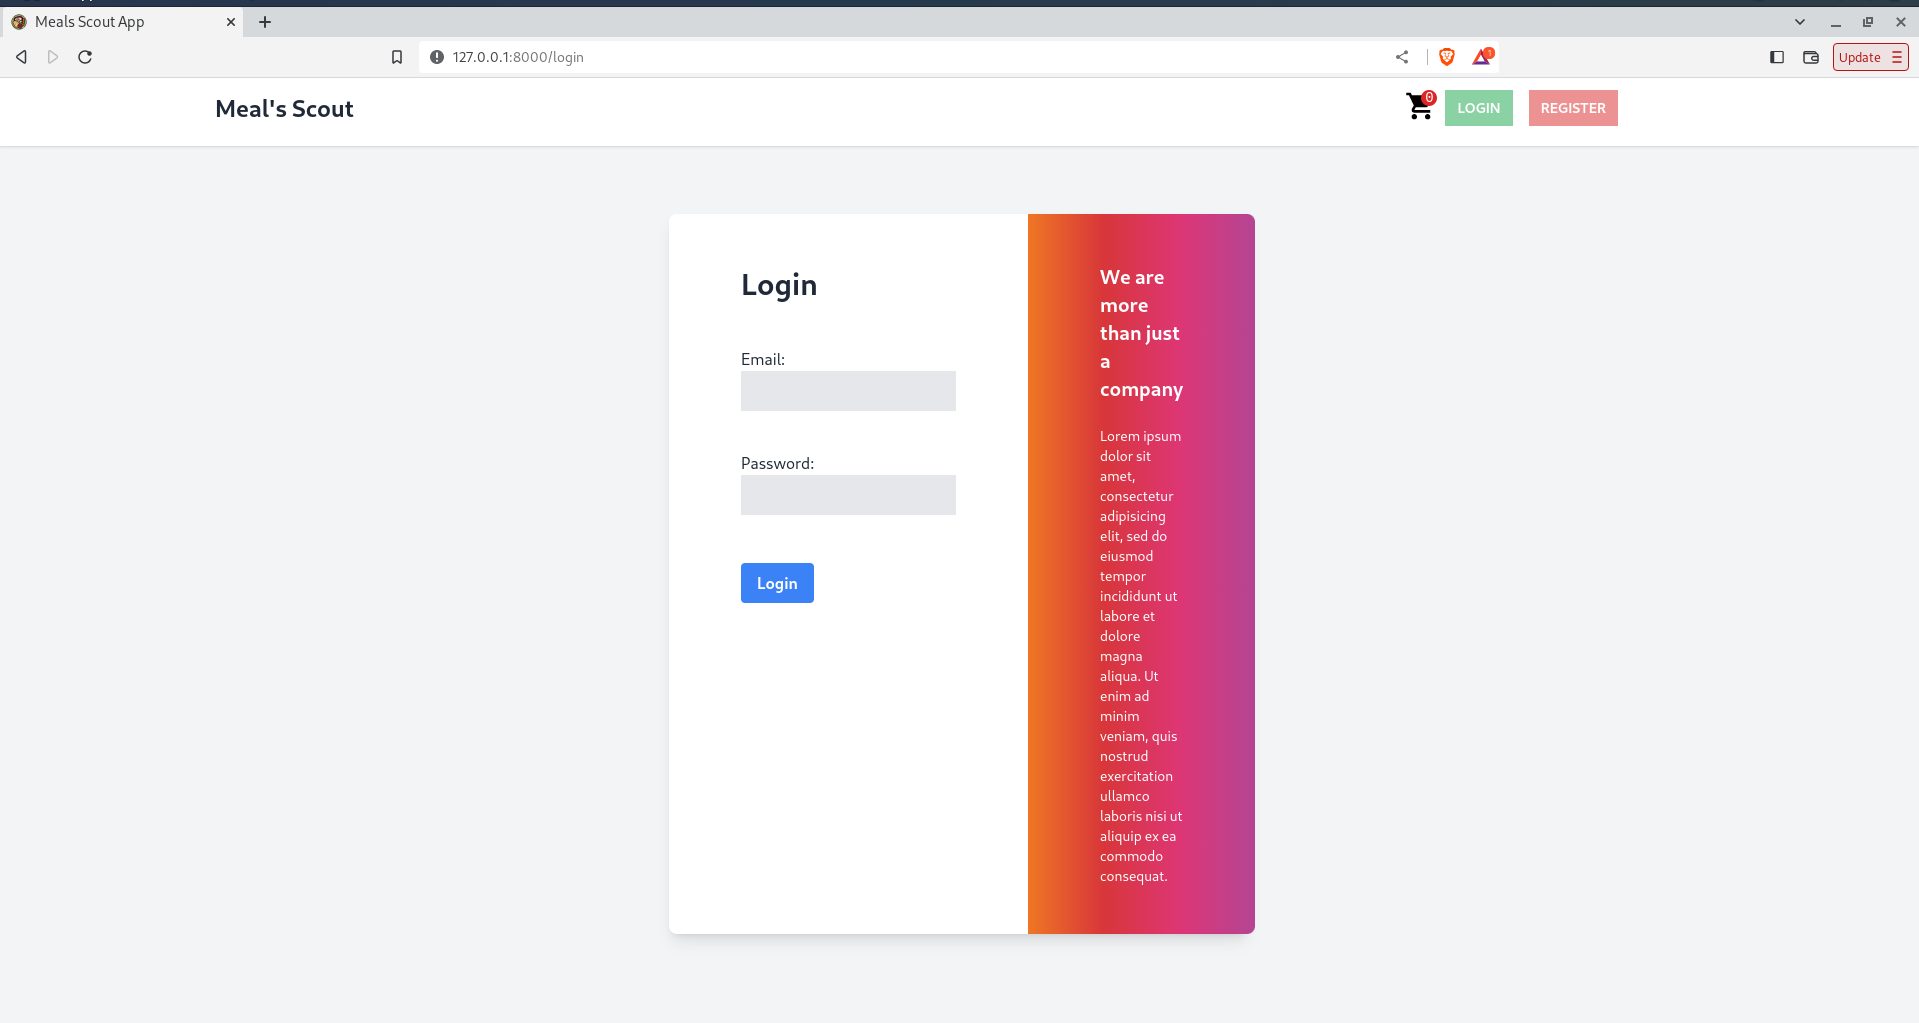 Meals Scout App
127.0.0.1:8000/login
1
Update
Meal's Scout
0
LOGIN
REGISTER
Login
Email:
Password:
Login
We are
more
than just
a
company
Lorem ipsum
dolor sit
amet,
consectetur
adipisicing
elit, sed do
eiusmod
tempor
incididunt ut
labore et
dolore
magna
aliqua. Ut
enim ad
minim
veniam, quis
nostrud
exercitation
ullamco
laboris nisi ut
aliquip ex ea
commodo
consequat.